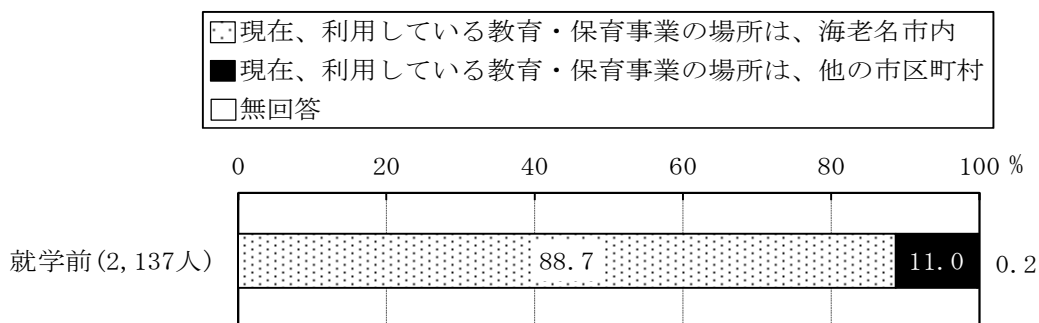 現在、利用している教育・保育事業の場所は、海老名市内
現在、利用している教育・保育事業の場所は、他の市区町村
無回答
0 20 40 60 80 100 %
就学前(2,137人) 88.7 11.0 0.2